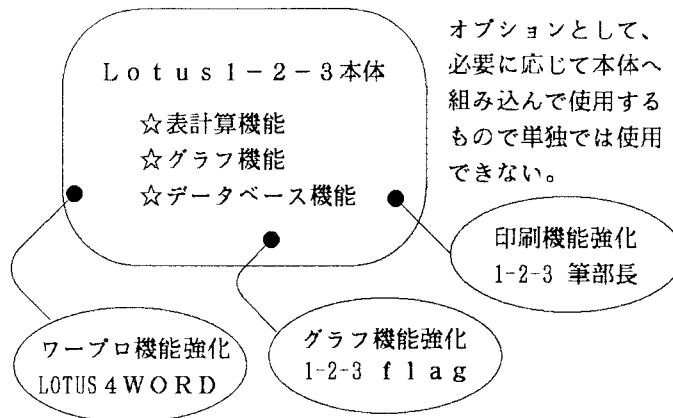 Ｌｏｔｕｓ１－２－３本体
☆表計算機能
☆グラフ機能
☆データベース機能
オプションとして、
必要に応じて本体へ
組み込んで使用する
もので単独では使用
できない。
印刷機能強化
1-2-3 筆部長
グラフ機能強化
1-2-3 ｆｌａｇ
ワープロ機能強化
LOTUS４ＷＯＲＤ